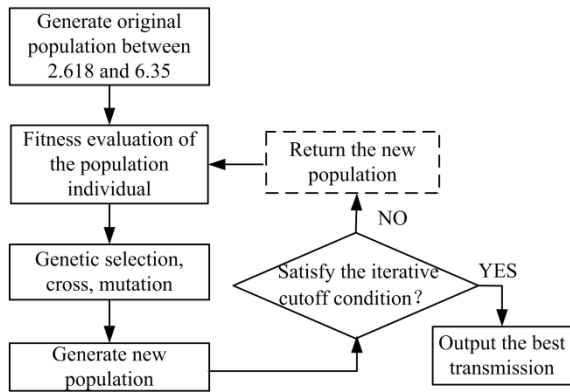 Generate original
population between
2.618 and 6.35
Fitness evaluation of
the population
individual
Return the new
population
NO
Genetic selection,
cross, mutation
Satisfy the iterative
cutoff condition?
YES
Generate new
population
Output the best
transmission